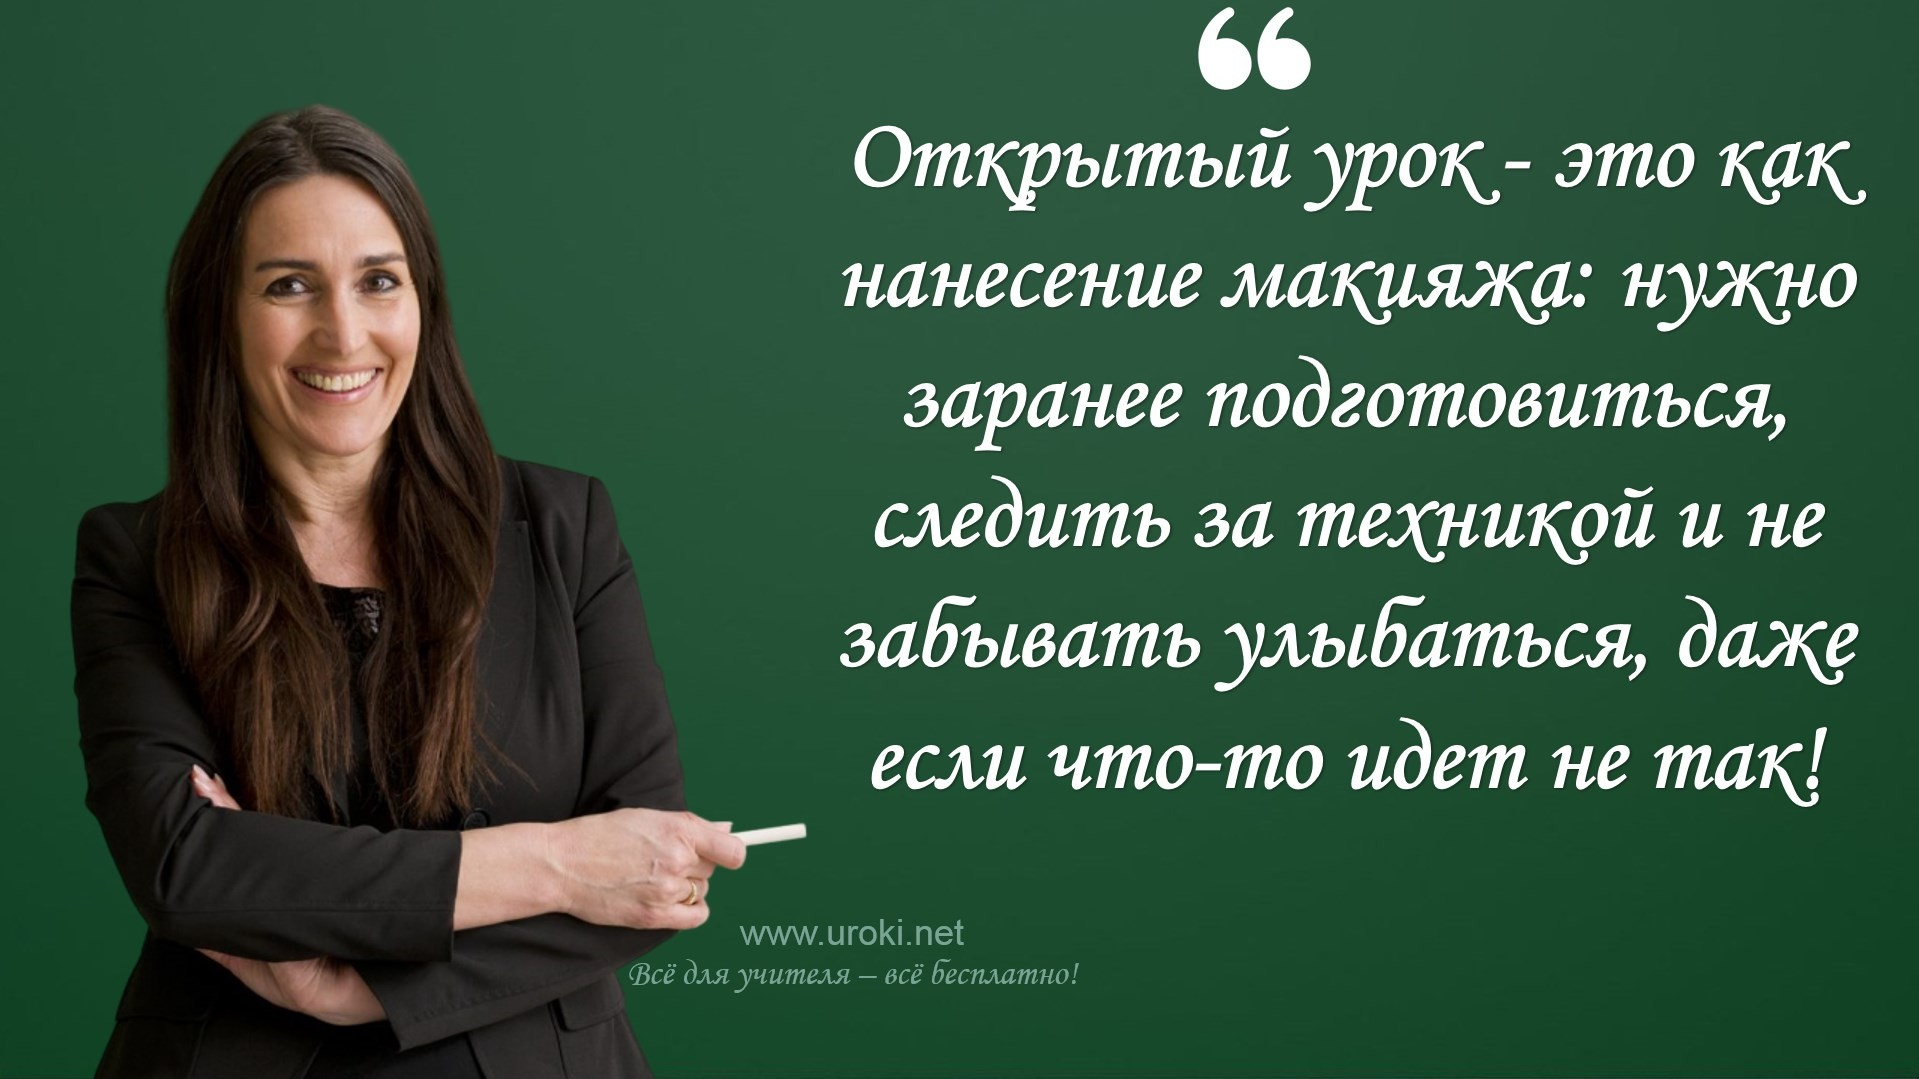 Открытый урок - это как
нанесение макияжа: нужно
заранее подготовиться,
следить за техникой и не
забывать улыбаться, даже
если что-то идет не так!
www.uroki.net
Всё для учителя – всё бесплатно!